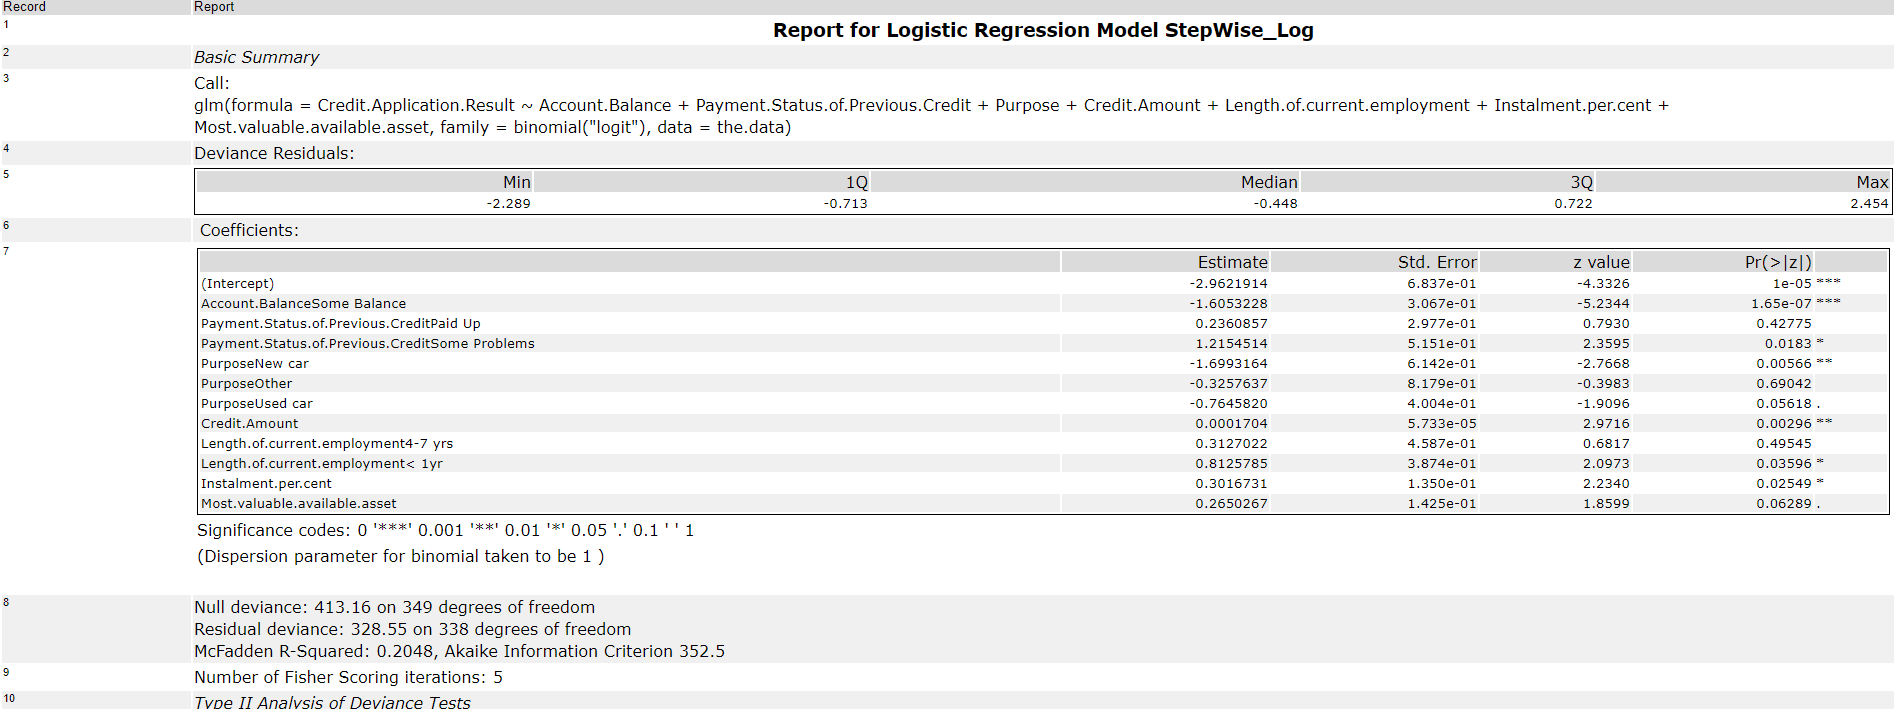 Record Report
1 Report for Logistic Regression Model StepWise_Log
2 Basic Summary
3 Call:
glm(formula = Credit.Application.Result ~ Account.Balance + Payment.Status.of.Previous.Credit + Purpose + Credit.Amount + Length.of.current.employment + Instalment.per.cent +
Most.valuable.available.asset, family = binomial("logit"), data = the.data)
4 Deviance Residuals:
5 Min 1Q Median 3Q Max
-2.289 -0.713 -0.448 0.722 2.454
6 Coefficients:
7 Estimate Std. Error z value Pr(>|z|)
(Intercept) -2.9621914 6.837e-01 -4.3326 1e-05 ***
Account.BalanceSome Balance -1.6053228 3.067e-01 -5.2344 1.65e-07 ***
Payment.Status.of.Previous.CreditPaid Up 0.2360857 2.977e-01 0.7930 0.42775
Payment.Status.of.Previous.CreditSome Problems 1.2154514 5.151e-01 2.3595 0.0183 *
PurposeNew car -1.6993164 6.142e-01 -2.7668 0.00566 **
PurposeOther -0.3257637 8.179e-01 -0.3983 0.69042
PurposeUsed car -0.7645820 4.004e-01 -1.9096 0.05618 .
Credit.Amount 0.0001704 5.733e-05 2.9716 0.00296 **
Length.of.current.employment4-7 yrs 0.3127022 4.587e-01 0.6817 0.49545
Length.of.current.employment< 1yr 0.8125785 3.874e-01 2.0973 0.03596 *
Instalment.per.cent 0.3016731 1.350e-01 2.2340 0.02549 *
Most.valuable.available.asset 0.2650267 1.425e-01 1.8599 0.06289 .
Significance codes: 0 '***' 0.001 '**' 0.01 '*' 0.05 '.' 0.1 ' ' 1
(Dispersion parameter for binomial taken to be 1 )
8 Null deviance: 413.16 on 349 degrees of freedom
Residual deviance: 328.55 on 338 degrees of freedom
McFadden R-Squared: 0.2048, Akaike Information Criterion 352.5
9 Number of Fisher Scoring iterations: 5
10 Type II Analysis of Deviance Tests